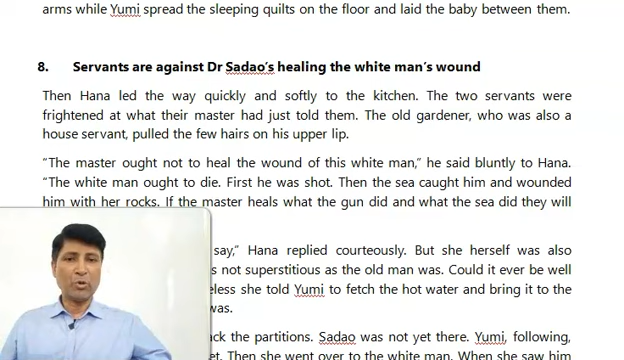 arms while Yumi spread the sleeping quilts on the floor and laid the baby between them.
8. Servants are against Dr Sadao's healing the white man's wound
Then Hana led the way quickly and softly to the kitchen. The two servants were
frightened at what their master had just told them. The old gardener, who was also a
house servant, pulled the few hairs on his upper lip.
"The master ought not to heal the wound of this white man," he said bluntly to Hana.
"The white man ought to die. First he was shot. Then the sea caught him and wounded
him with her rocks. If the master heals what the gun did and what the sea did they will
say," Hana replied courteously. But she herself was also
not superstitious as the old man was. Could it ever be well
she told Yumi to fetch the hot water and bring it to the
was.
the partitions. Sadao was not yet there. Yumi, following,
Then she went over to the white man. When she saw him